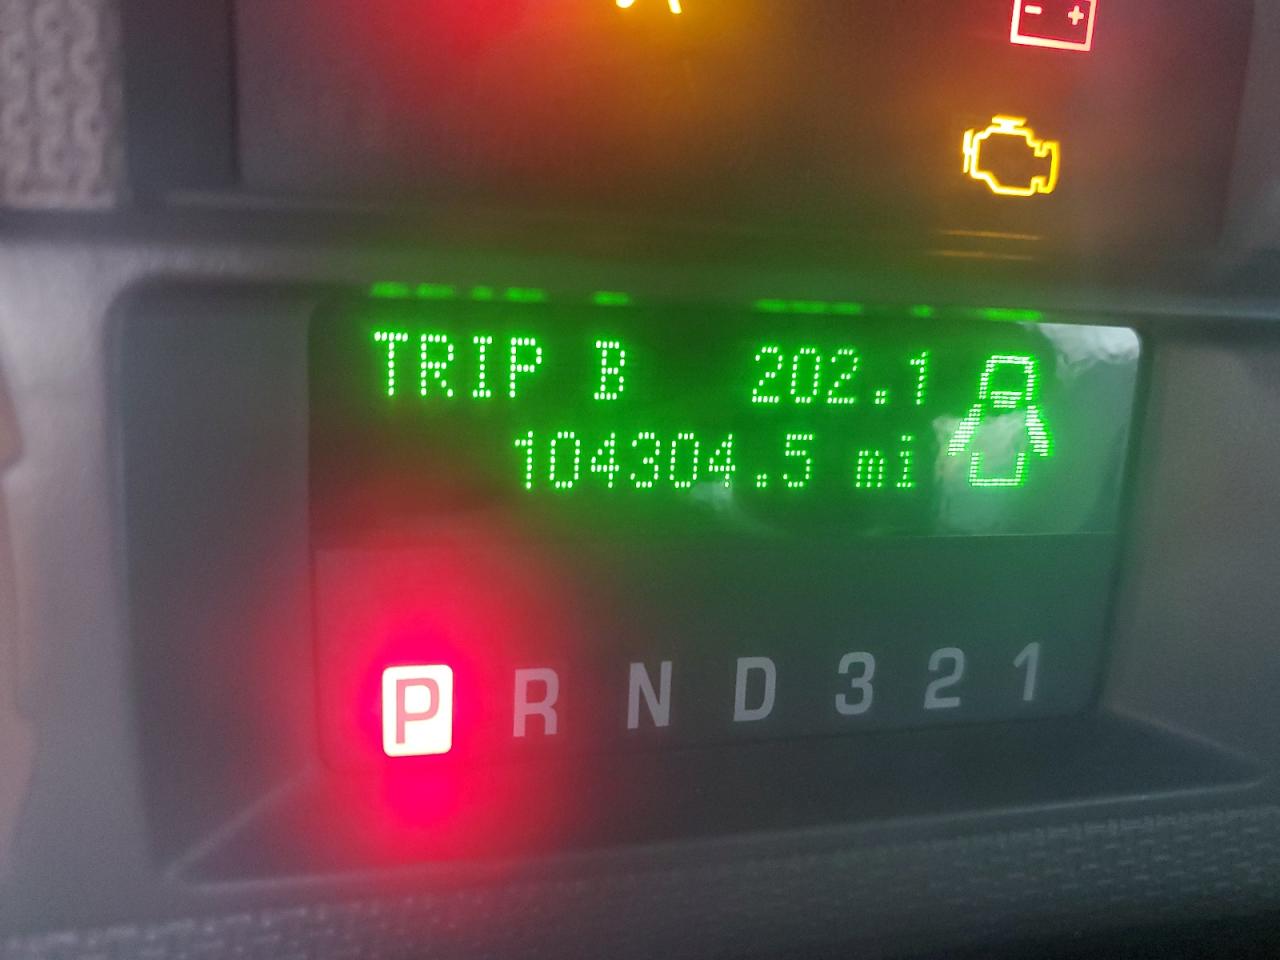 - +
TRIP B 202.1
104304.5 mi
P R N D 3 2 1